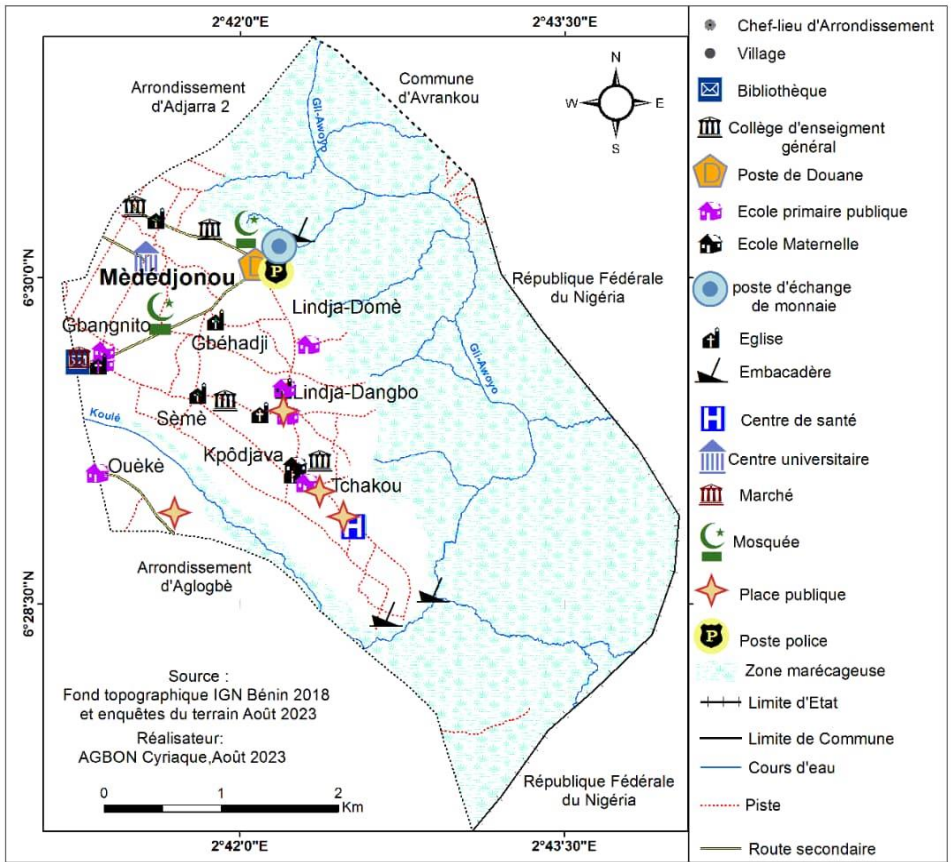 2°42'0"E
2°43'30"E
Arrondissement
d'Adjarra 2
Commune
d'Avrankou
Gli-Awoyo
N
W
E
S
6°30'0"N
Mèdédjonou
D
P
République Fédérale
du Nigéria
Lindja-Domè
Gbangnito
Gbéhadji
Gli-Awoyo
Lindja-Dangbo
Koulé
Sèmè
Kpôdjava
Ouèkè
Tchakou
H
Arrondissement
d'Aglogbè
6°28'30"N
Source :
Fond topographique IGN Bénin 2018
et enquêtes du terrain Août 2023
Réalisateur:
AGBON Cyriaque,Août 2023
République Fédérale
du Nigéria
0
1
2
Km
2°42'0"E
2°43'30"E
Chef-lieu d'Arrondissement
Village
Bibliothèque
Collège d'enseigment
général
D
Poste de Douane
Ecole primaire publique
Ecole Maternelle
poste d'échange
de monnaie
Eglise
Embacadère
H
Centre de santé
Centre universitaire
Marché
Mosquée
Place publique
P
Poste police
Zone marécageuse
Limite d'Etat
Limite de Commune
Cours d'eau
Piste
Route secondaire